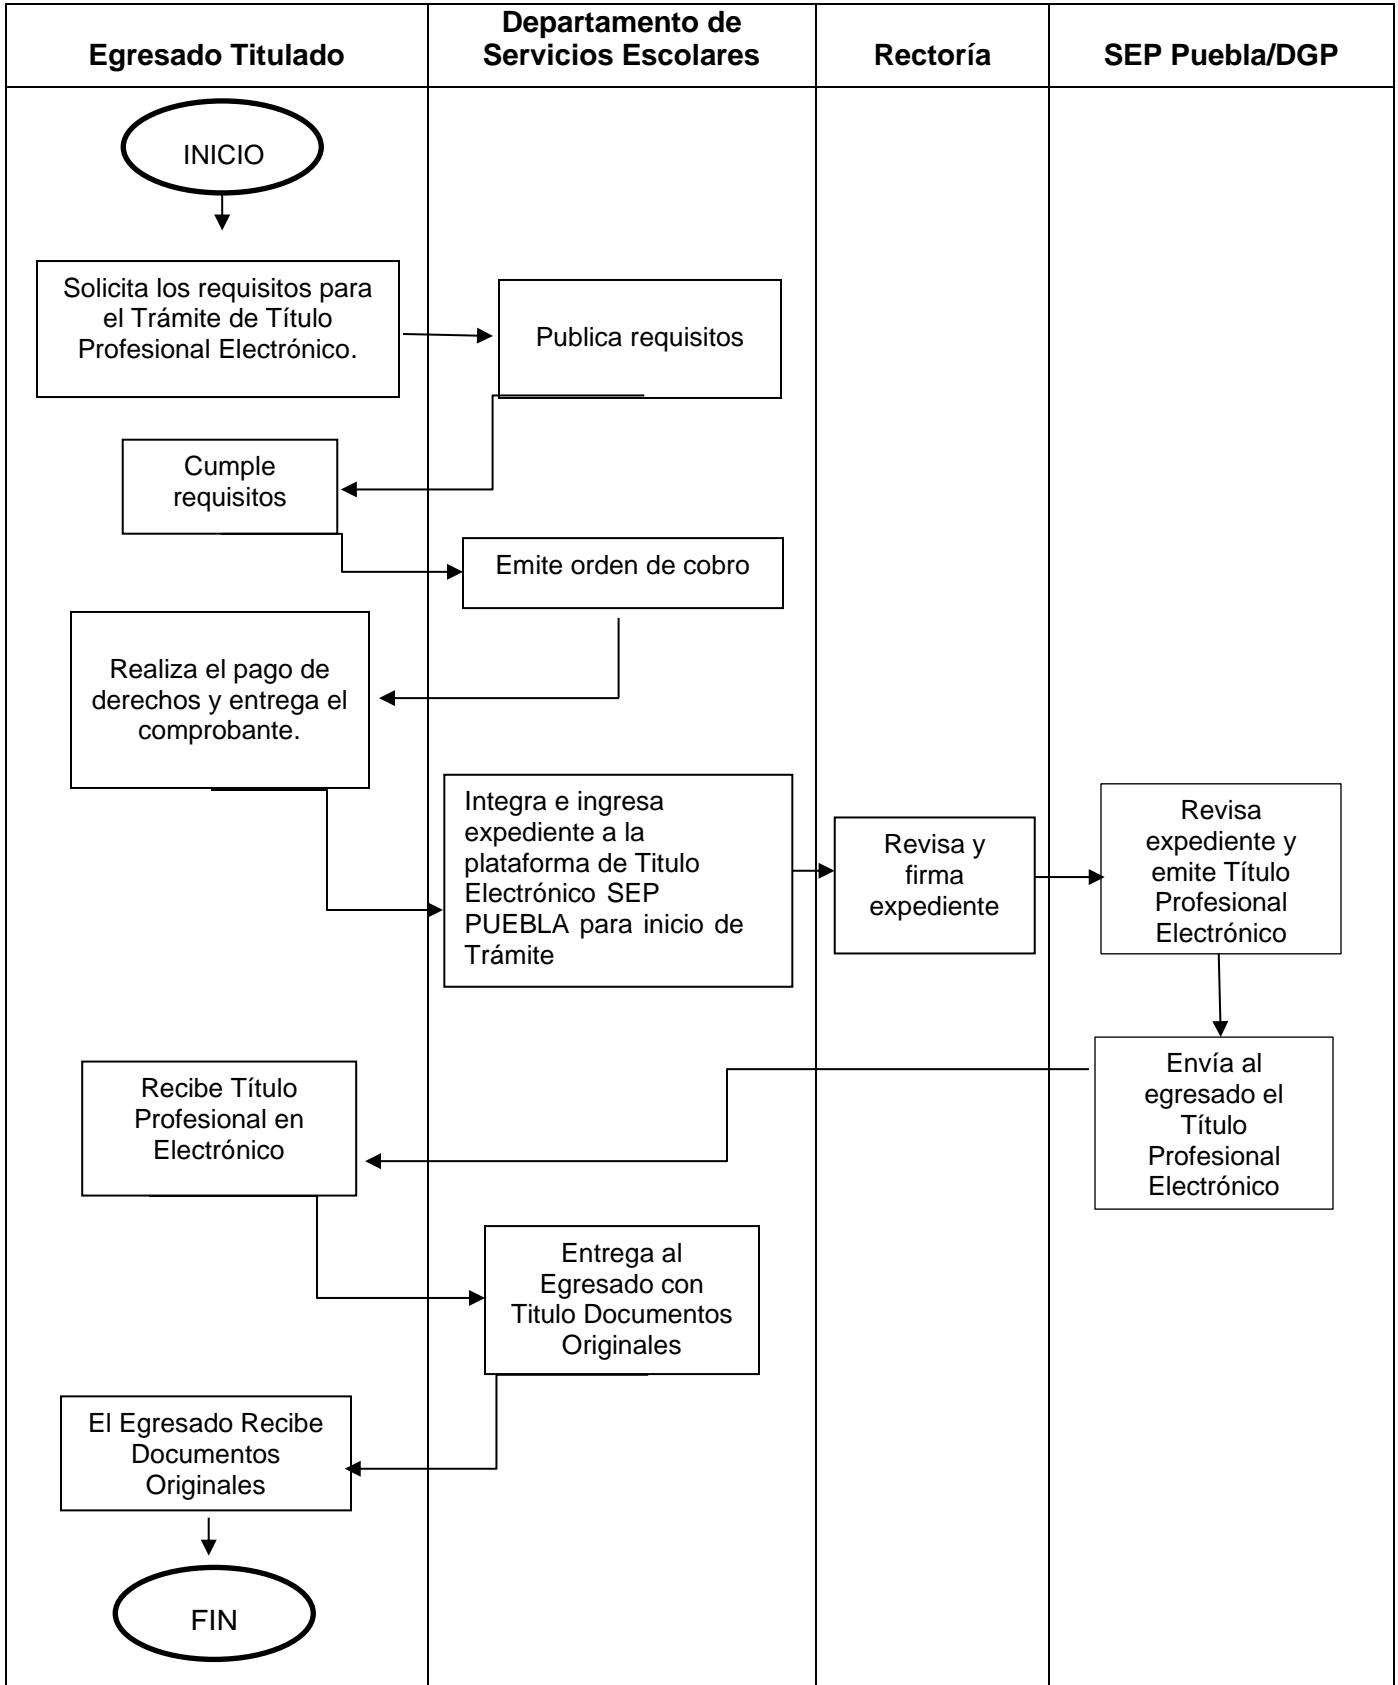 Egresado Titulado
Departamento de
Servicios Escolares
Rectoría
SEP Puebla/DGP
INICIO
Solicita los requisitos para
el Trámite de Título
Profesional Electrónico.
Publica requisitos
Cumple
requisitos
Emite orden de cobro
Realiza el pago de
derechos y entrega el
comprobante.
Integra e ingresa
expediente a la
plataforma de Titulo
Electrónico SEP
PUEBLA para inicio de
Trámite
Revisa y
firma
expediente
Revisa
expediente y
emite Título
Profesional
Electrónico
Envía al
egresado el
Título
Profesional
Electrónico
Recibe Título
Profesional en
Electrónico
Entrega al
Egresado con
Titulo Documentos
Originales
El Egresado Recibe
Documentos
Originales
FIN